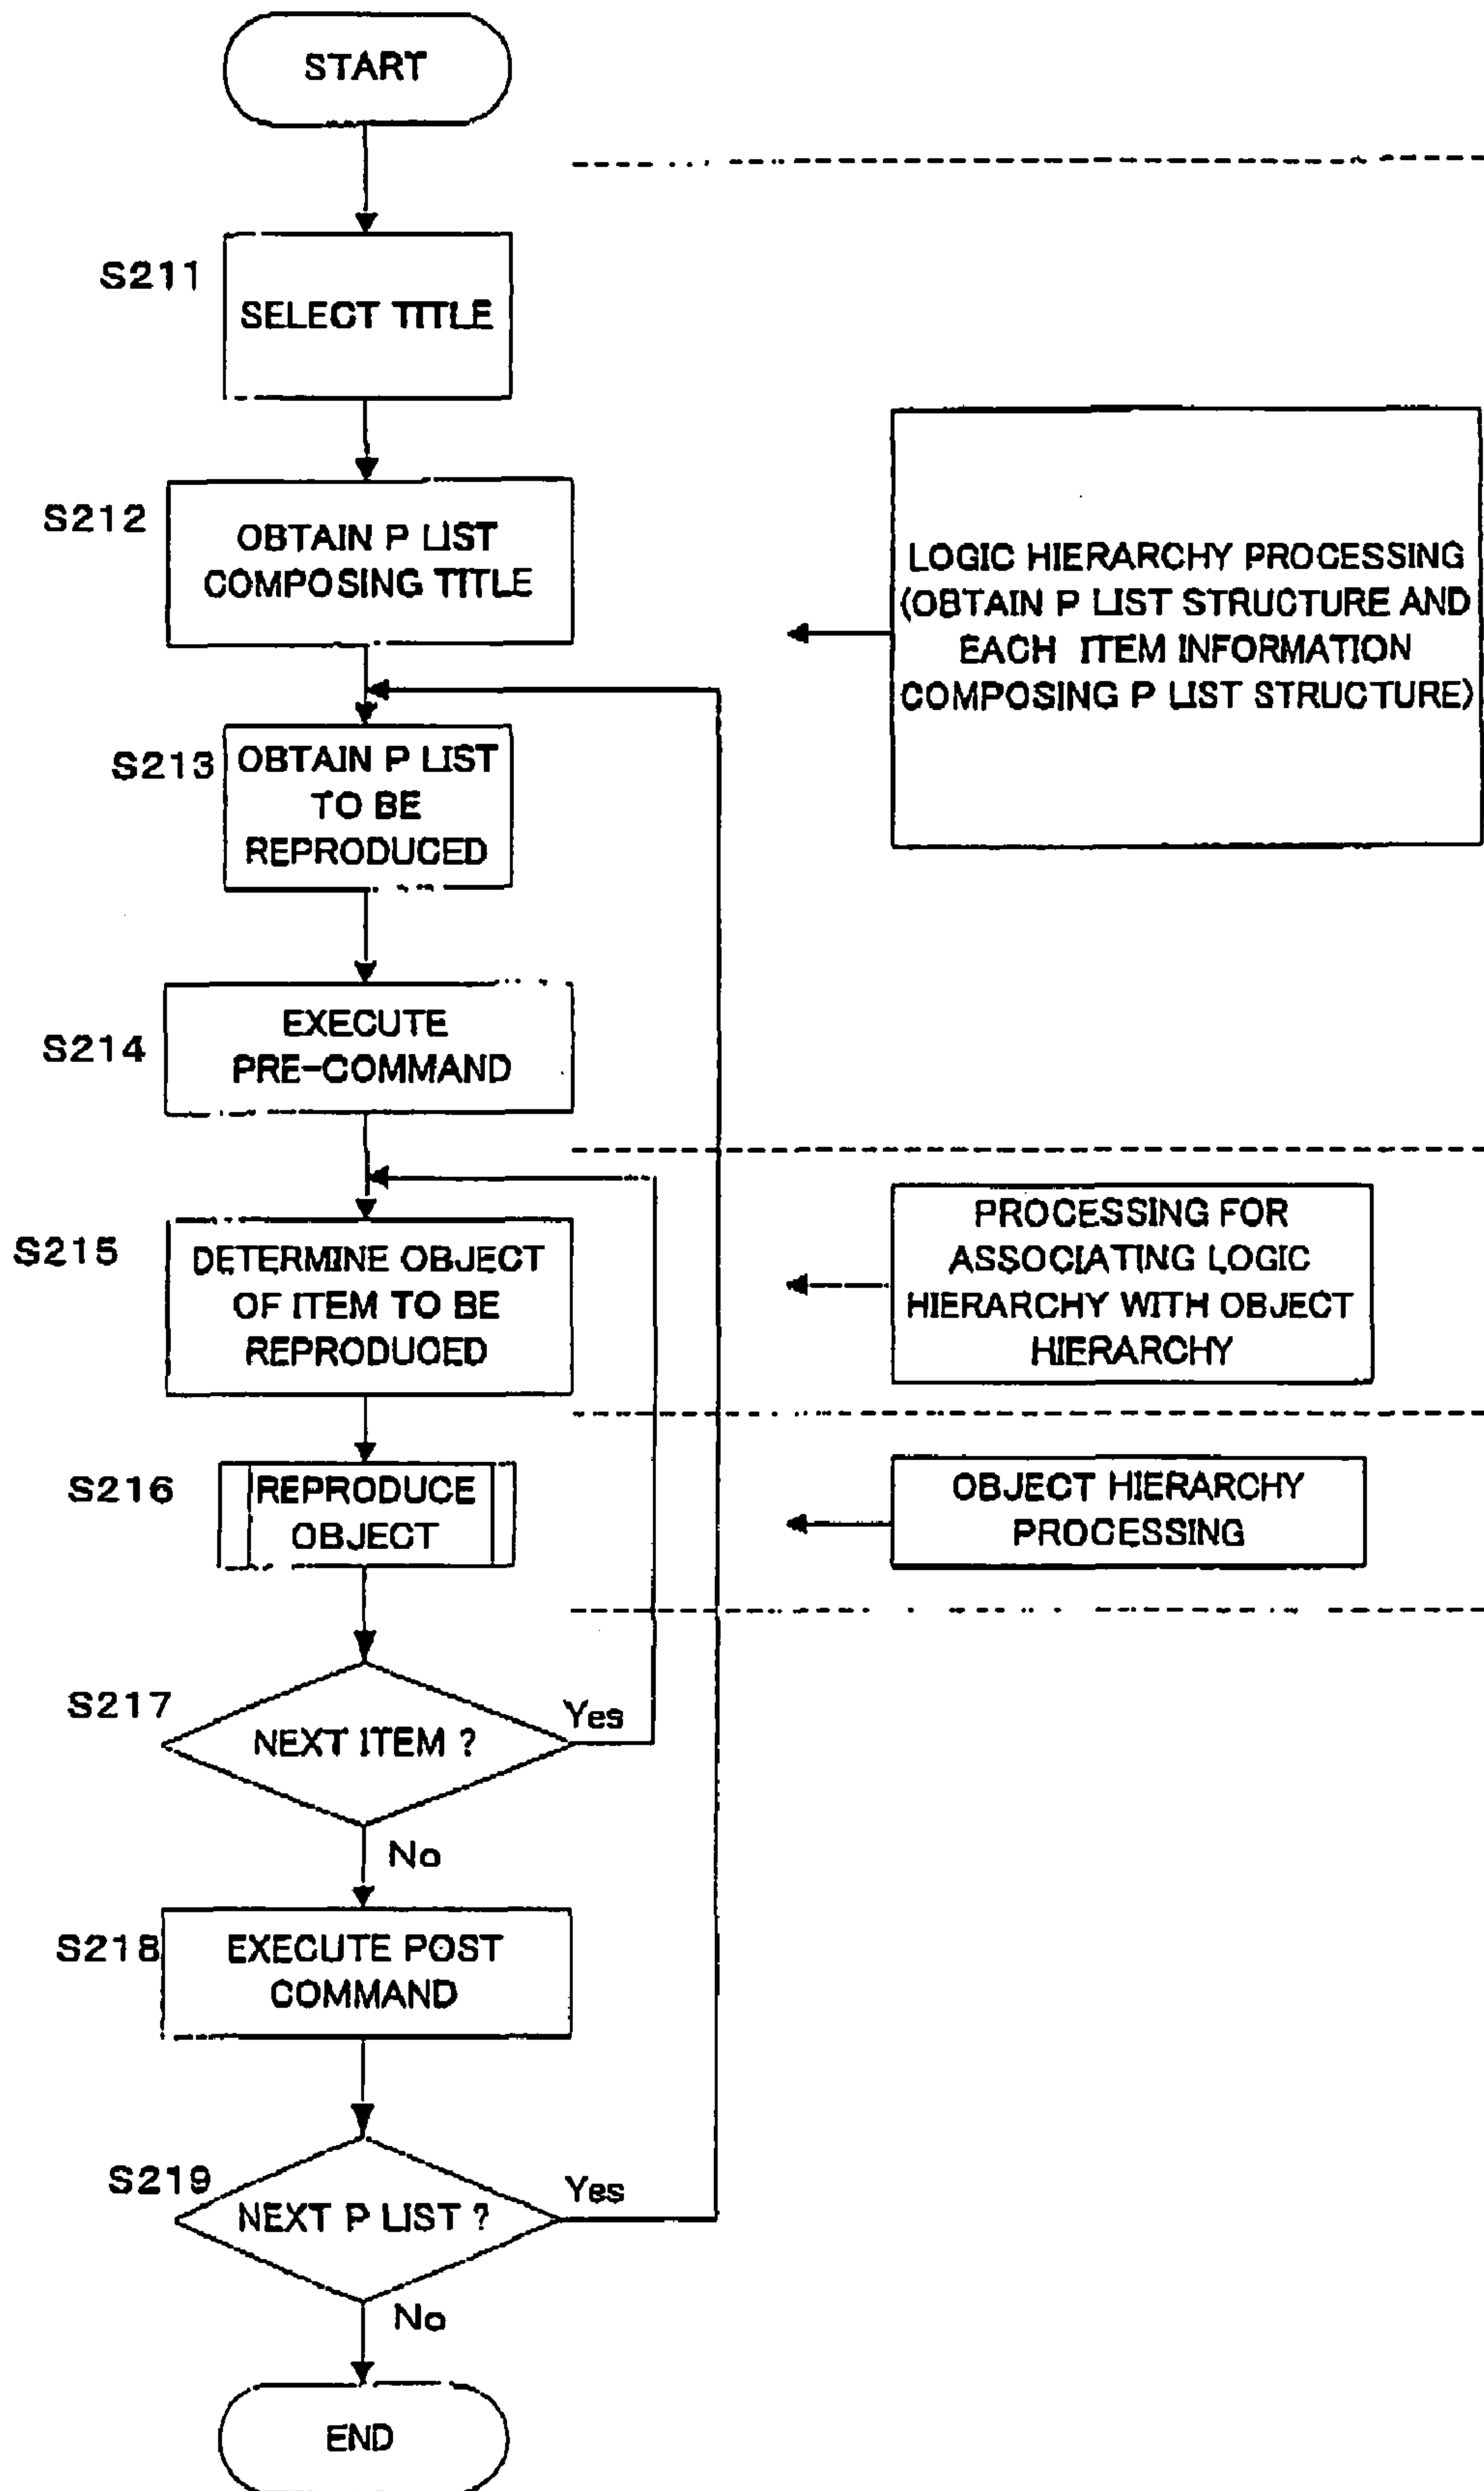 START
S211
SELECT TITLE
S212
OBTAIN P LIST
COMPOSING TITLE
LOGIC HIERARCHY PROCESSING
(OBTAIN P LIST STRUCTURE AND
EACH ITEM INFORMATION
COMPOSING P LIST STRUCTURE)
S213
OBTAIN P LIST
TO BE
REPRODUCED
S214
EXECUTE
PRE-COMMAND
S215
DETERMINE OBJECT
OF ITEM TO BE
REPRODUCED
PROCESSING FOR
ASSOCIATING LOGIC
HIERARCHY WITH OBJECT
HIERARCHY
S216
REPRODUCE
OBJECT
OBJECT HIERARCHY
PROCESSING
S217
NEXT ITEM ?
Yes
No
S218
EXECUTE POST
COMMAND
S219
NEXT P LIST ?
Yes
No
END